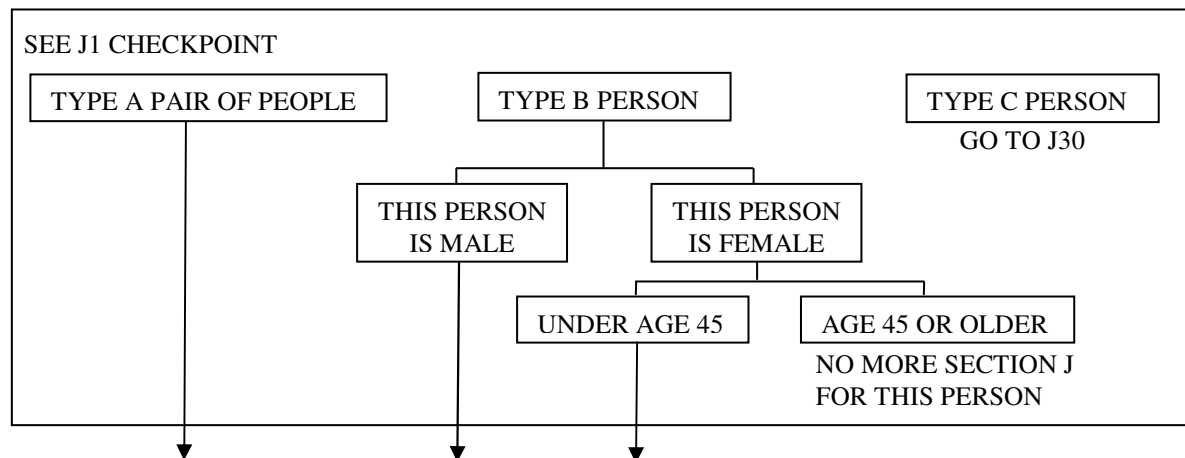 SEE J1 CHECKPOINT
TYPE A PAIR OF PEOPLE
TYPE B PERSON
TYPE C PERSON
GO TO J30
THIS PERSON
IS MALE
THIS PERSON
IS FEMALE
UNDER AGE 45
AGE 45 OR OLDER
NO MORE SECTION J
FOR THIS PERSON